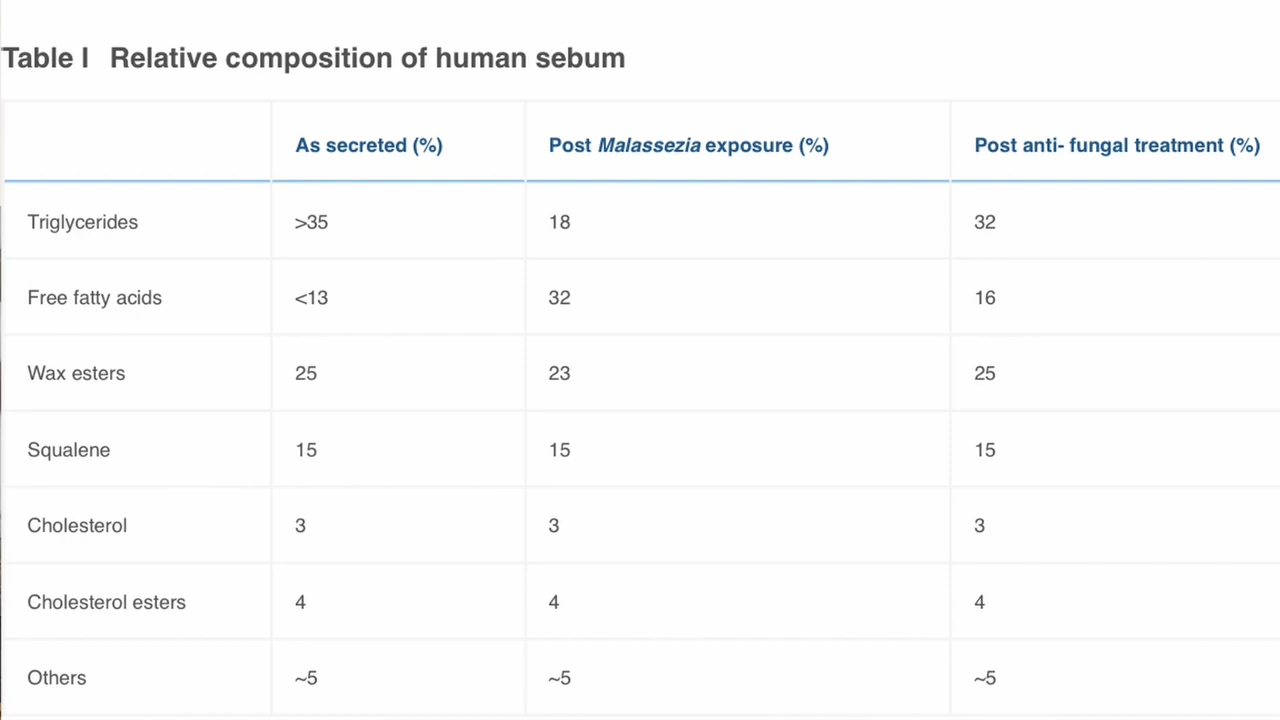 Table I Relative composition of human sebum
As secreted (%) Post Malassezia exposure (%) Post anti- fungal treatment (%)
Triglycerides >35 18 32
Free fatty acids <13 32 16
Wax esters 25 23 25
Squalene 15 15 15
Cholesterol 3 3 3
Cholesterol esters 4 4 4
Others ~5 ~5 ~5